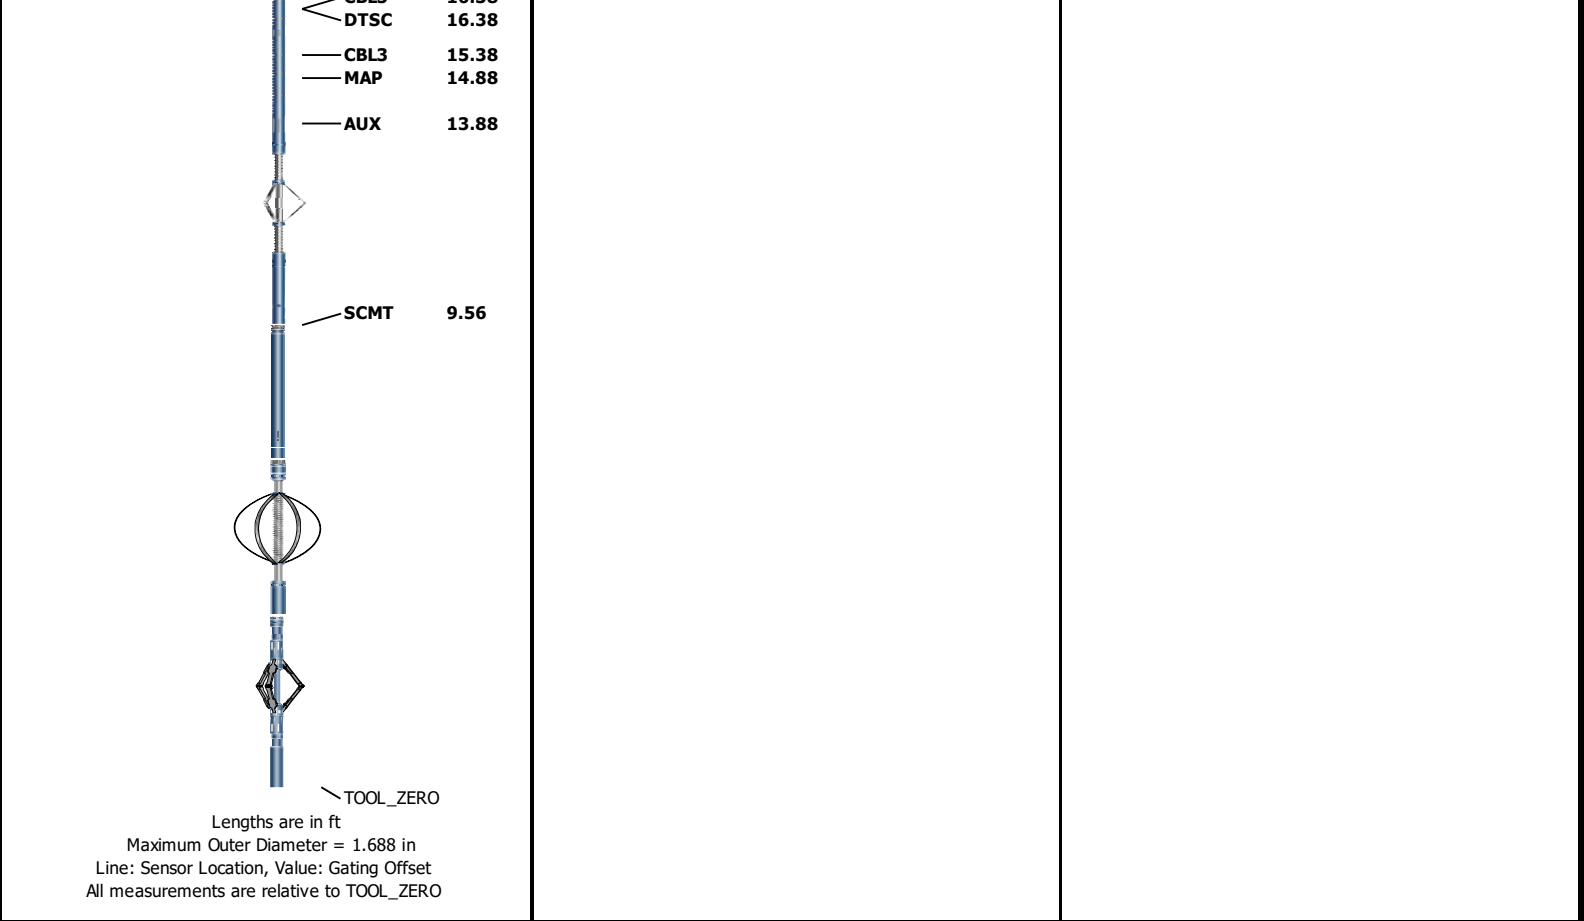 DTSC 16.38
CBL3 15.38
MAP 14.88
AUX 13.88
SCMT 9.56
TOOL_ZERO
Lengths are in ft
Maximum Outer Diameter = 1.688 in
Line: Sensor Location, Value: Gating Offset
All measurements are relative to TOOL_ZERO